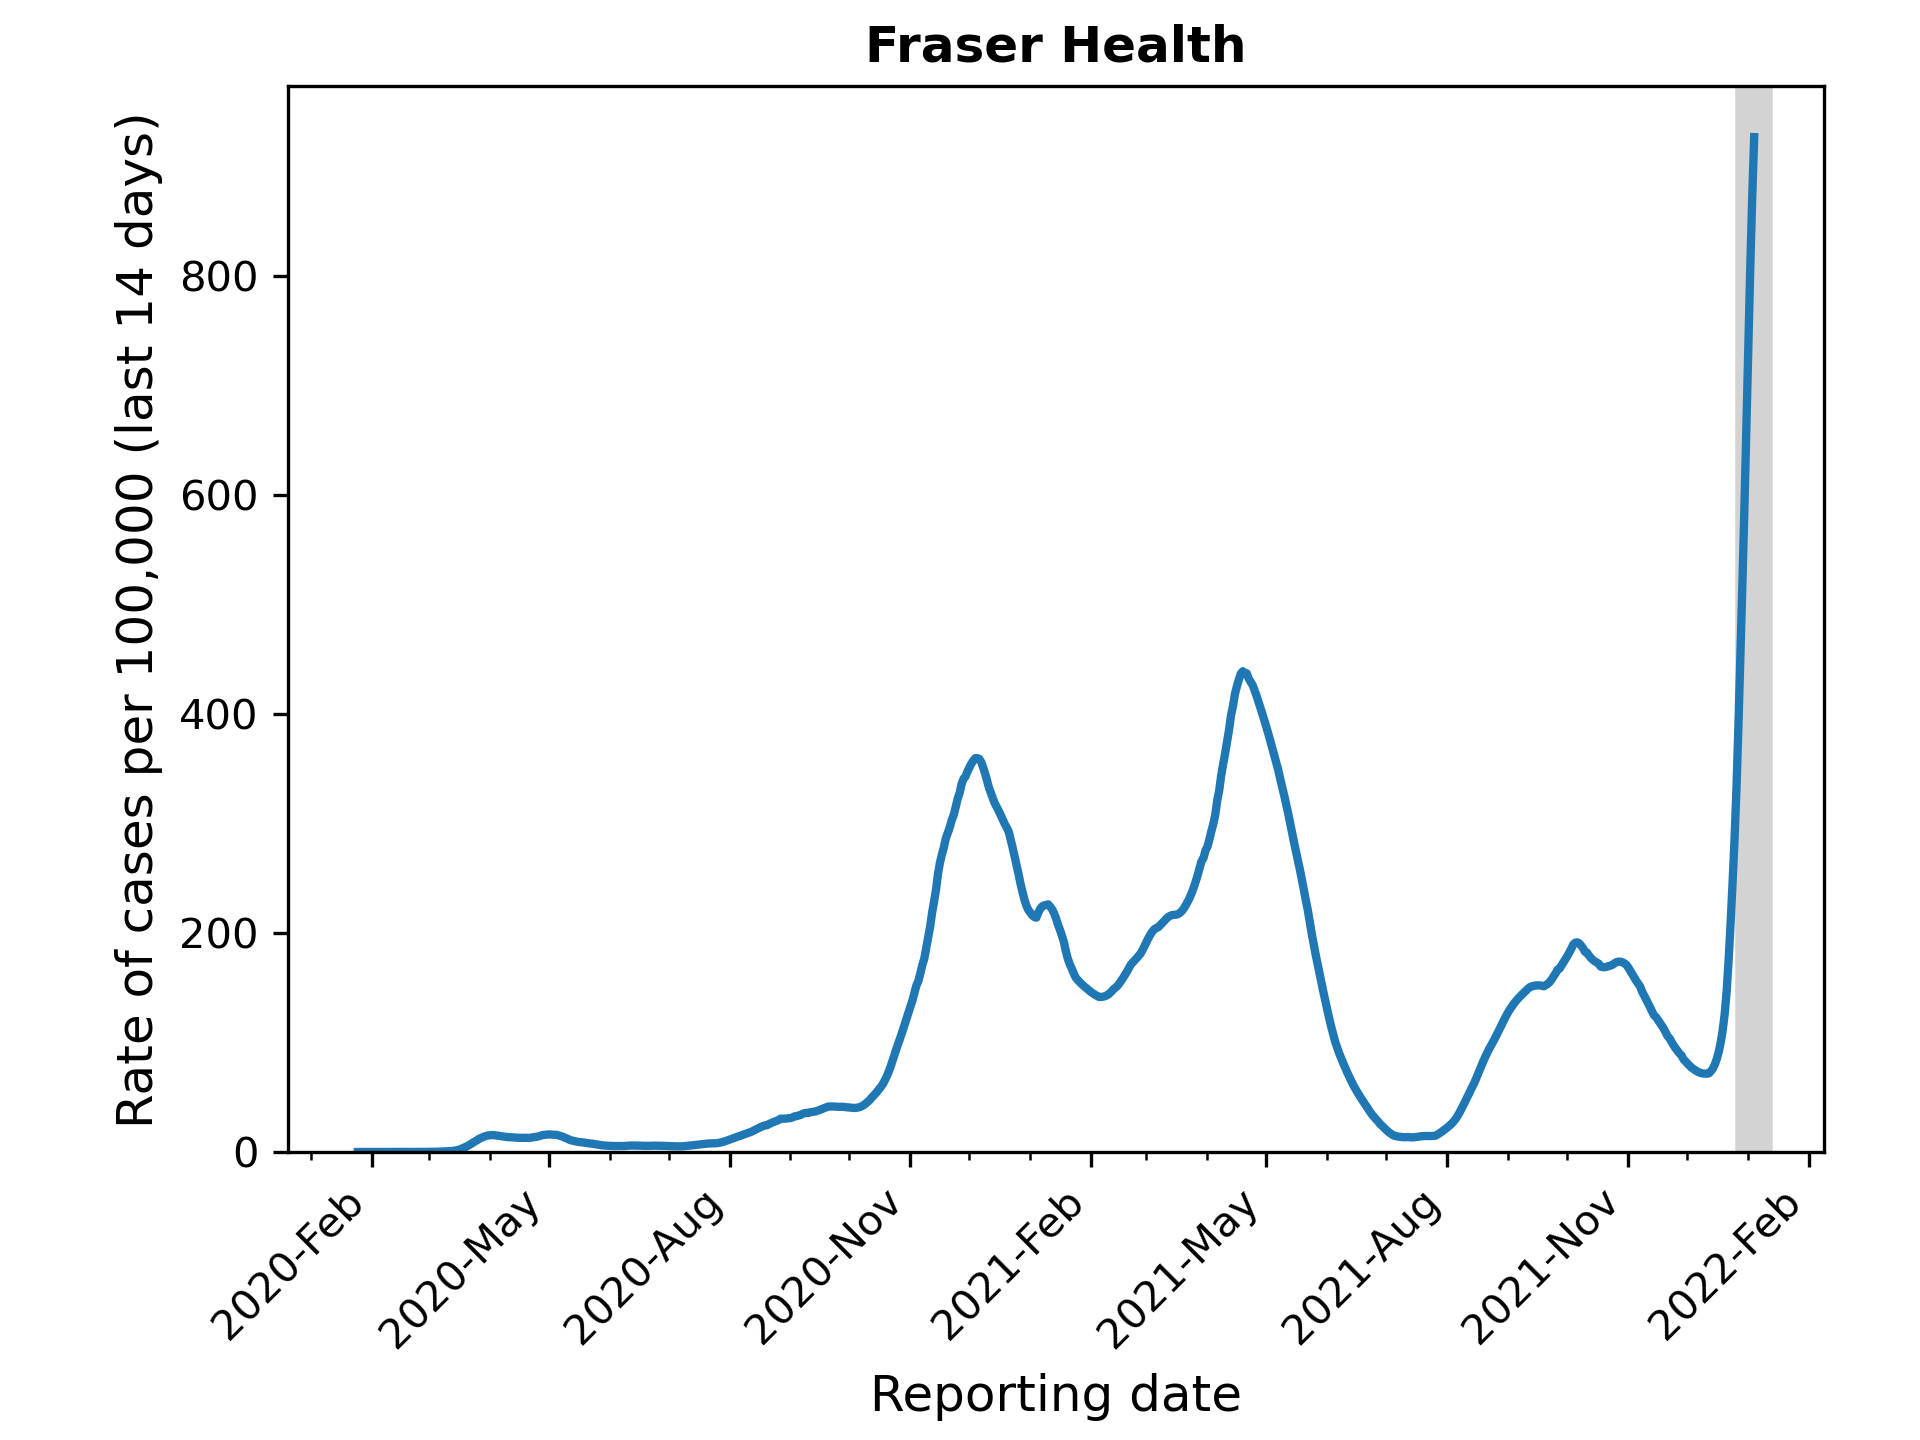 Fraser Health
Rate of cases per 100,000 (last 14 days)
800
600
400
200
0
2020-Feb
2020-May
2020-Aug
2020-Nov
2021-Feb
2021-May
2021-Aug
2021-Nov
2022-Feb
Reporting date